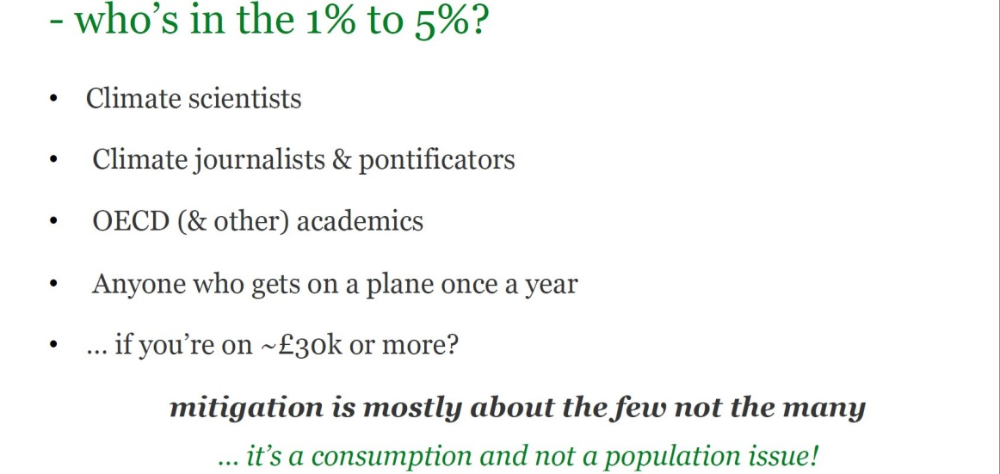 - who’s in the 1% to 5%?
• Climate scientists
• Climate journalists & pontificators
• OECD (& other) academics
• Anyone who gets on a plane once a year
• ... if you’re on ~£30k or more?
mitigation is mostly about the few not the many
... it’s a consumption and not a population issue!